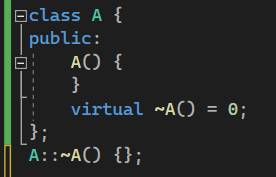 class A {
public:
    A() {
    }
    virtual ~A() = 0;
};
A::~A() {};